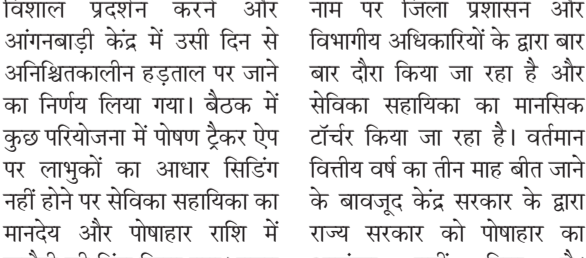 विशाल प्रदर्शन करने और
आंगनबाड़ी केंद्र में उसी दिन से
अनिश्चितकालीन हड़ताल पर जाने
का निर्णय लिया गया। बैठक में
कुछ परियोजना में पोषण ट्रैकर ऐप
पर लाभुकों का आधार सिडिंग
नहीं होने पर सेविका सहायिका का
मानदेय और पोषाहार राशि में
नाम पर जिला प्रशासन और
विभागीय अधिकारियों के द्वारा बार
बार दौरा किया जा रहा है और
सेविका सहायिका का मानसिक
टॉर्चर किया जा रहा है। वर्तमान
वित्तीय वर्ष का तीन माह बीत जाने
के बावजूद केंद्र सरकार के द्वारा
राज्य सरकार को पोषाहार का